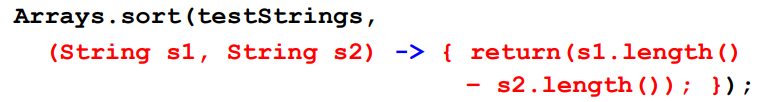 Arrays.sort(testStrings,
(String s1, String s2) -> { return(s1.length()
– s2.length()); });